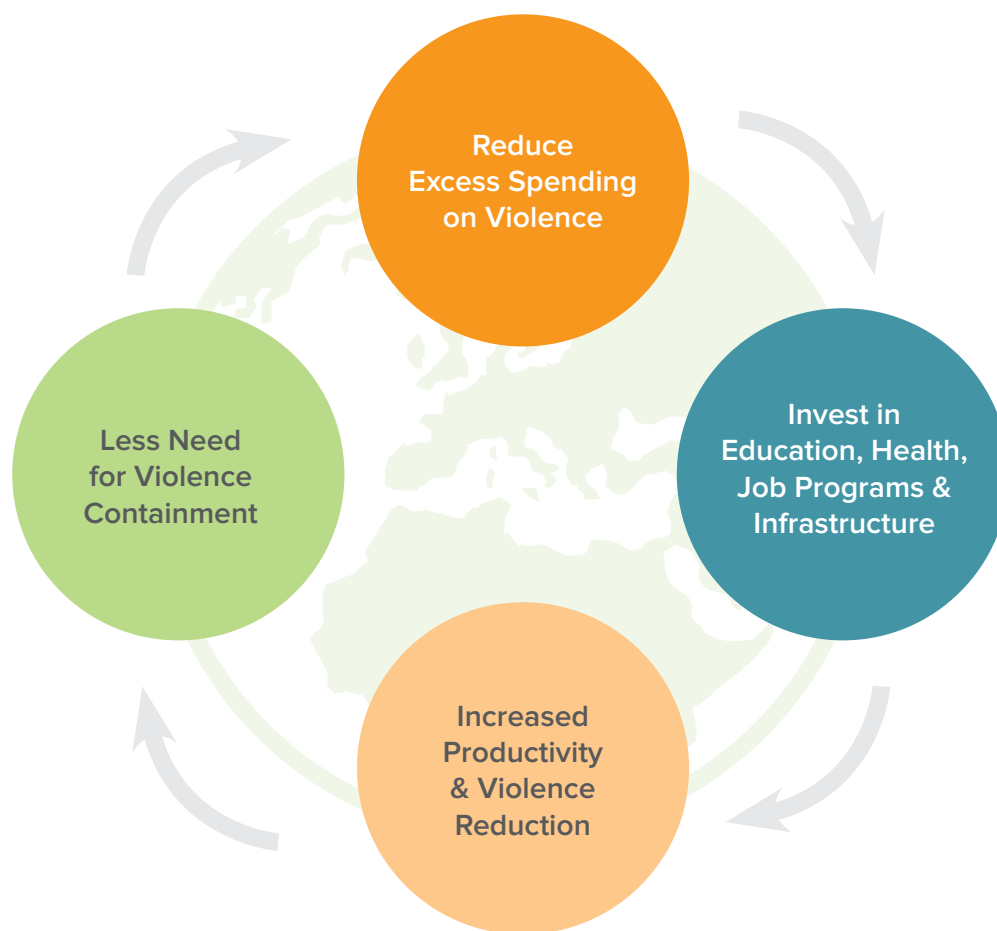 Reduce
Excess Spending
on Violence
Invest in
Education, Health,
Job Programs &
Infrastructure
Increased
Productivity
& Violence
Reduction
Less Need
for Violence
Containment